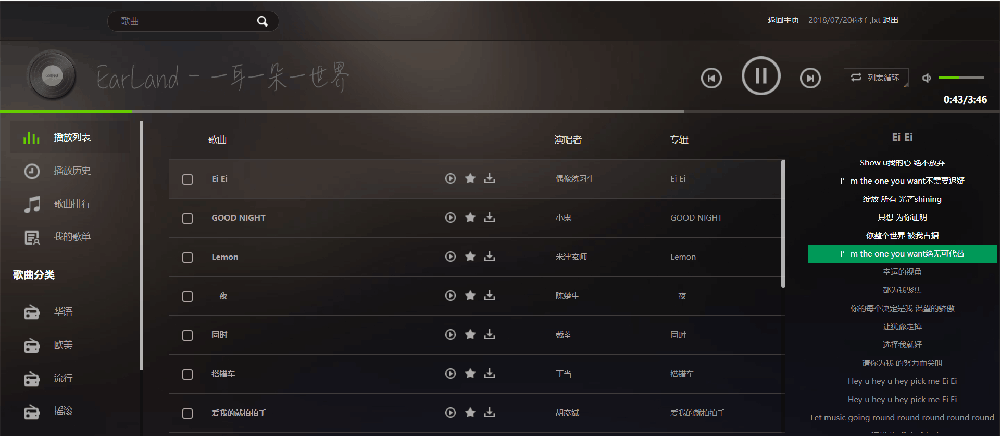 歌曲
返回主页 2018/07/20你好 ,lxt 退出
5SING
EarLand - 一耳一朵一世界
列表循环
0:43/3:46
播放列表
播放历史
歌曲排行
我的歌单
歌曲分类
华语
欧美
流行
摇滚
歌曲 演唱者 专辑
Ei Ei 偶像练习生 Ei Ei
GOOD NIGHT 小鬼 GOOD NIGHT
Lemon 米津玄师 Lemon
一夜 陈楚生 一夜
同时 戴荃 同时
搭错车 丁当 搭错车
爱我的就拍拍手 胡彦斌 爱我的就拍拍手
Ei Ei
Show u我的心 绝不放弃
I’m the one you want不需要迟疑
绽放 所有 光芒shining
只想 为你证明
你整个世界 被我占据
I’m the one you want绝无可代替
幸运的视角
都为我聚焦
你的每个决定是我 渴望的骄傲
让犹豫走掉
选择我就好
请你为我 的努力而尖叫
Hey u hey u hey pick me Ei Ei
Hey u hey u hey pick me Ei Ei
Let music going round round round round round